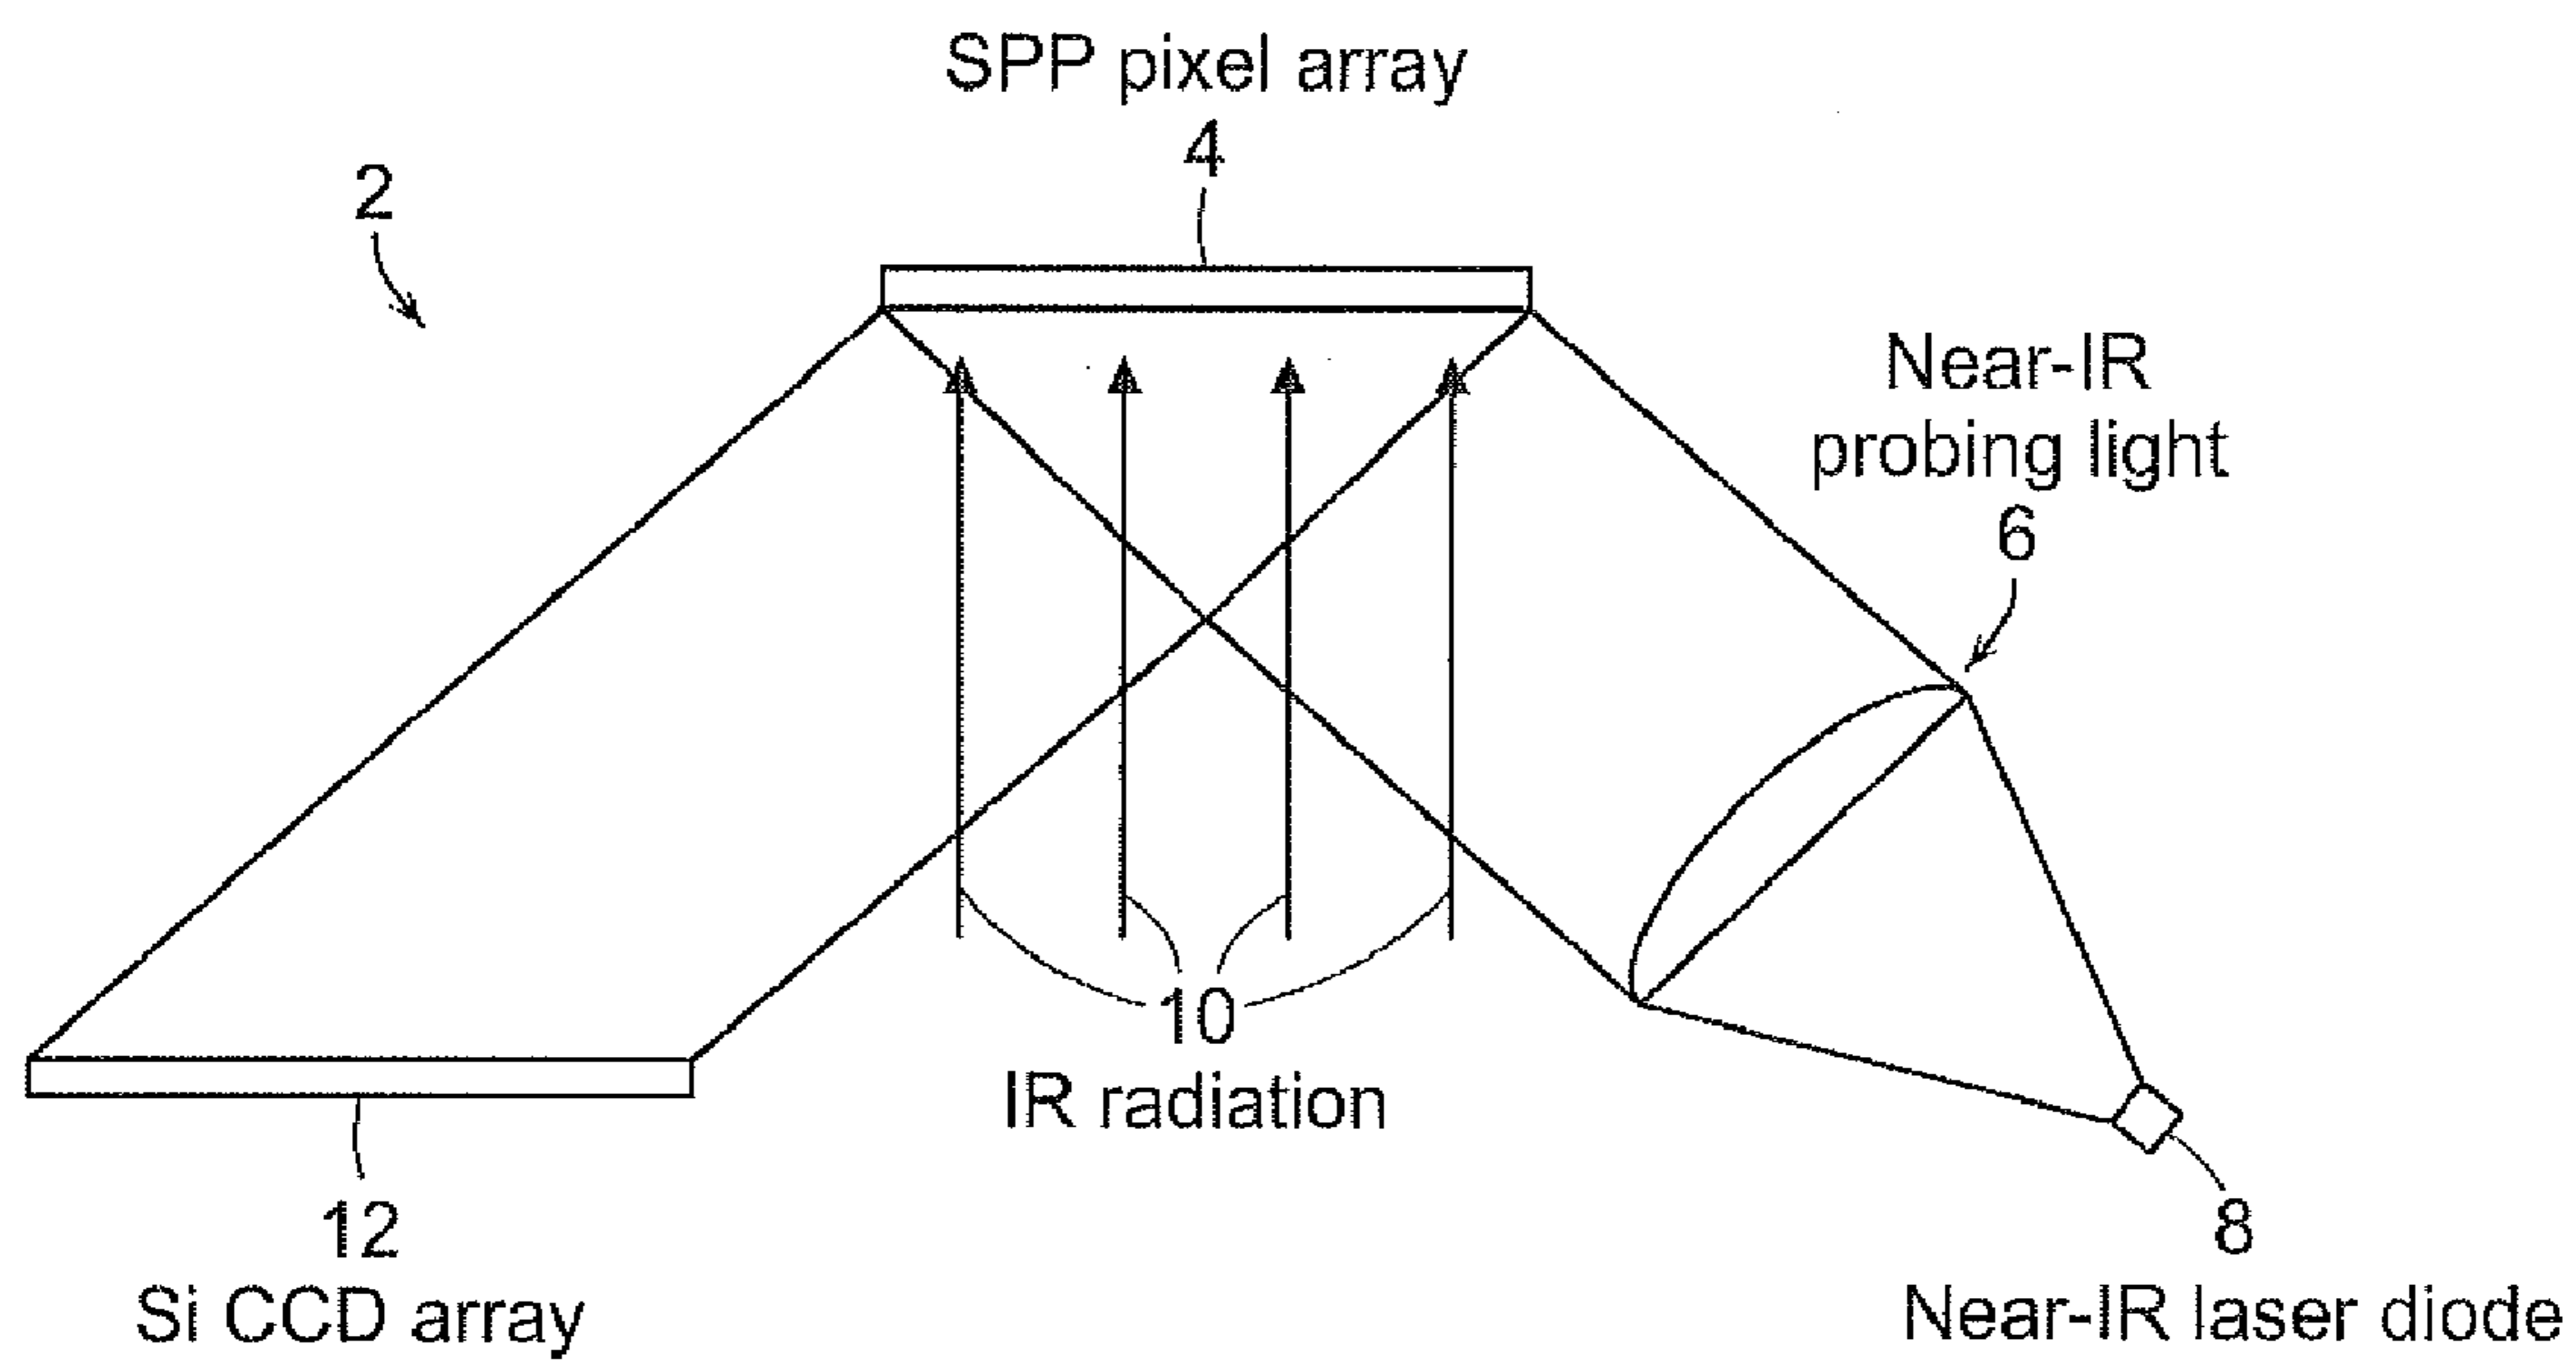 SPP pixel array
4
2
Near-IR
probing light
6
10
IR radiation
12
Si CCD array
8
Near-IR laser diode